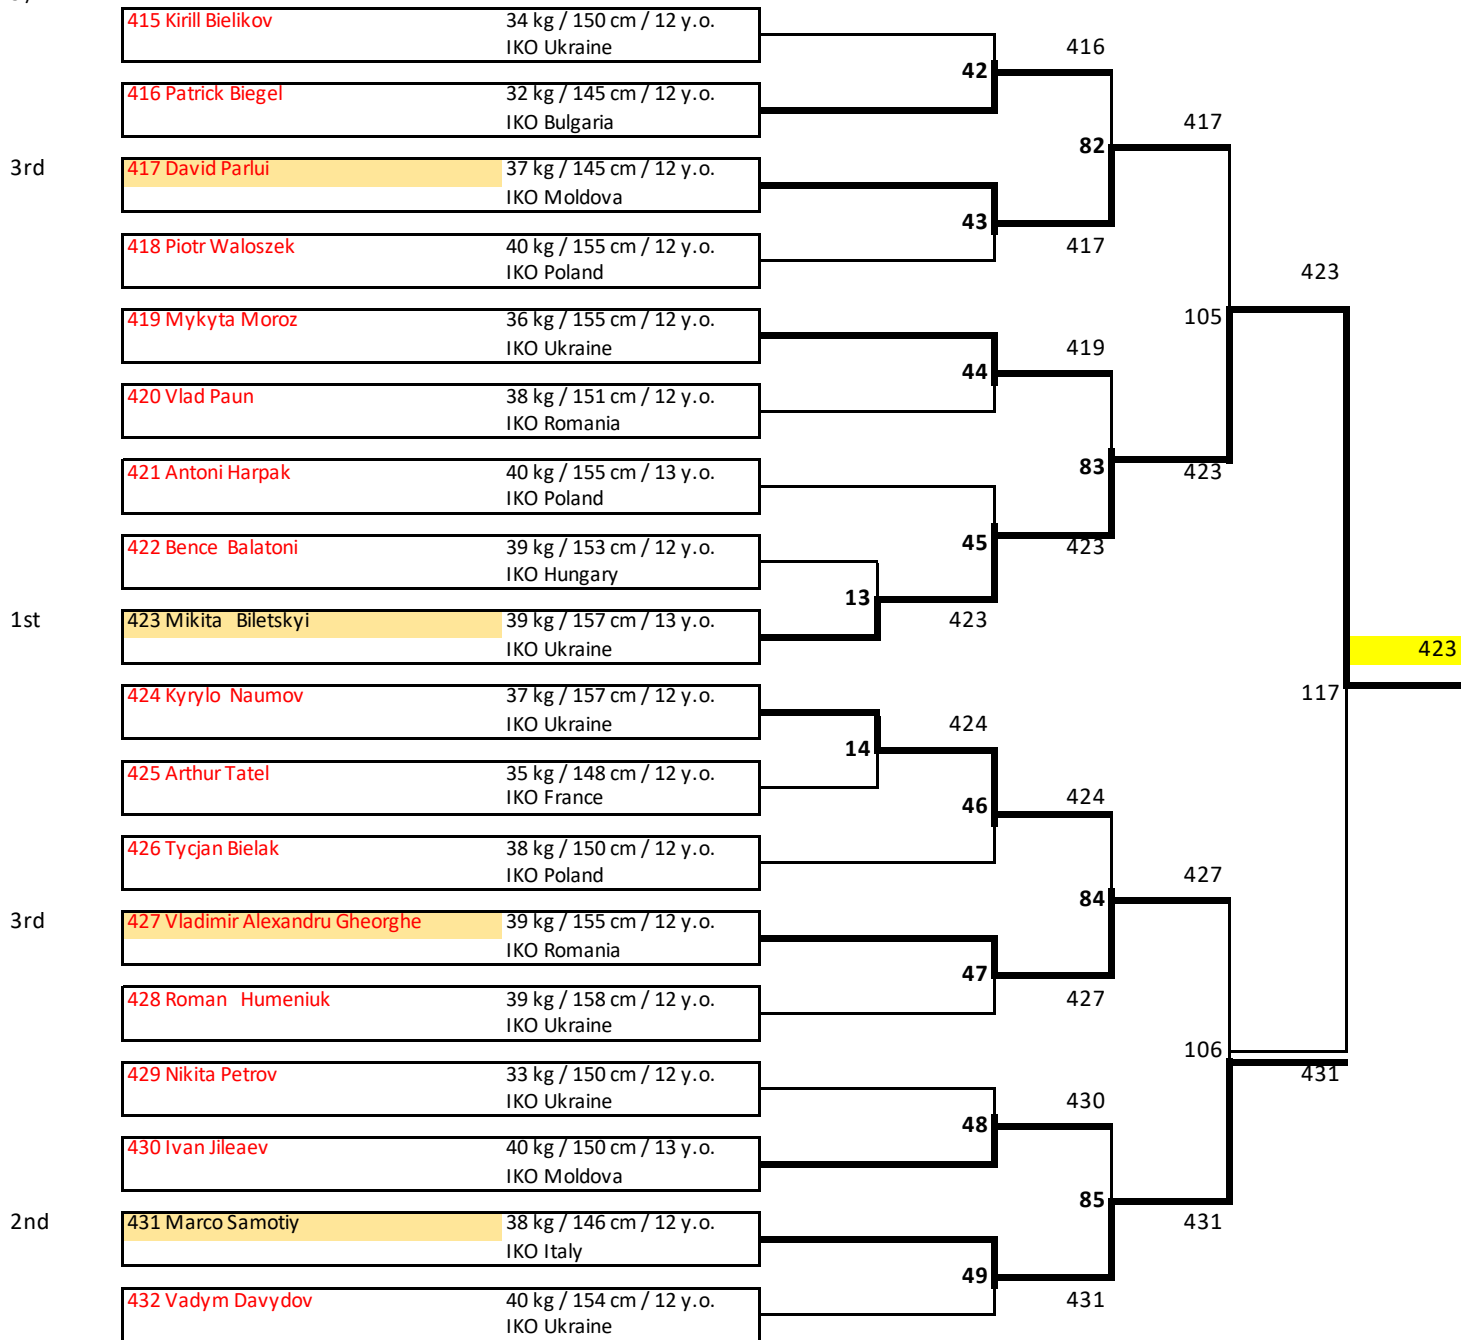 415 Kirill Bielikov 34 kg / 150 cm / 12 y.o.
IKO Ukraine
416
42
416 Patrick Biegel 32 kg / 145 cm / 12 y.o.
IKO Bulgaria
417
82
3rd 417 David Parlui 37 kg / 145 cm / 12 y.o.
IKO Moldova
43
417
418 Piotr Waloszek 40 kg / 155 cm / 12 y.o.
IKO Poland
423
105
419 Mykyta Moroz 36 kg / 155 cm / 12 y.o.
IKO Ukraine
419
44
420 Vlad Paun 38 kg / 151 cm / 12 y.o.
IKO Romania
83
423
421 Antoni Harpak 40 kg / 155 cm / 13 y.o.
IKO Poland
45
423
422 Bence Balatoni 39 kg / 153 cm / 12 y.o.
IKO Hungary
13
423
1st 423 Mikita Biletskyi 39 kg / 157 cm / 13 y.o.
IKO Ukraine
423
117
424 Kyrylo Naumov 37 kg / 157 cm / 12 y.o.
IKO Ukraine
424
14
425 Arthur Tatel 35 kg / 148 cm / 12 y.o.
IKO France
424
46
426 Tycjan Bielak 38 kg / 150 cm / 12 y.o.
IKO Poland
427
84
3rd 427 Vladimir Alexandru Gheorghe 39 kg / 155 cm / 12 y.o.
IKO Romania
47
427
428 Roman Humeniuk 39 kg / 158 cm / 12 y.o.
IKO Ukraine
106
431
429 Nikita Petrov 33 kg / 150 cm / 12 y.o.
IKO Ukraine
430
48
430 Ivan Jileaev 40 kg / 150 cm / 13 y.o.
IKO Moldova
85
431
2nd 431 Marco Samotiy 38 kg / 146 cm / 12 y.o.
IKO Italy
49
431
432 Vadym Davydov 40 kg / 154 cm / 12 y.o.
IKO Ukraine